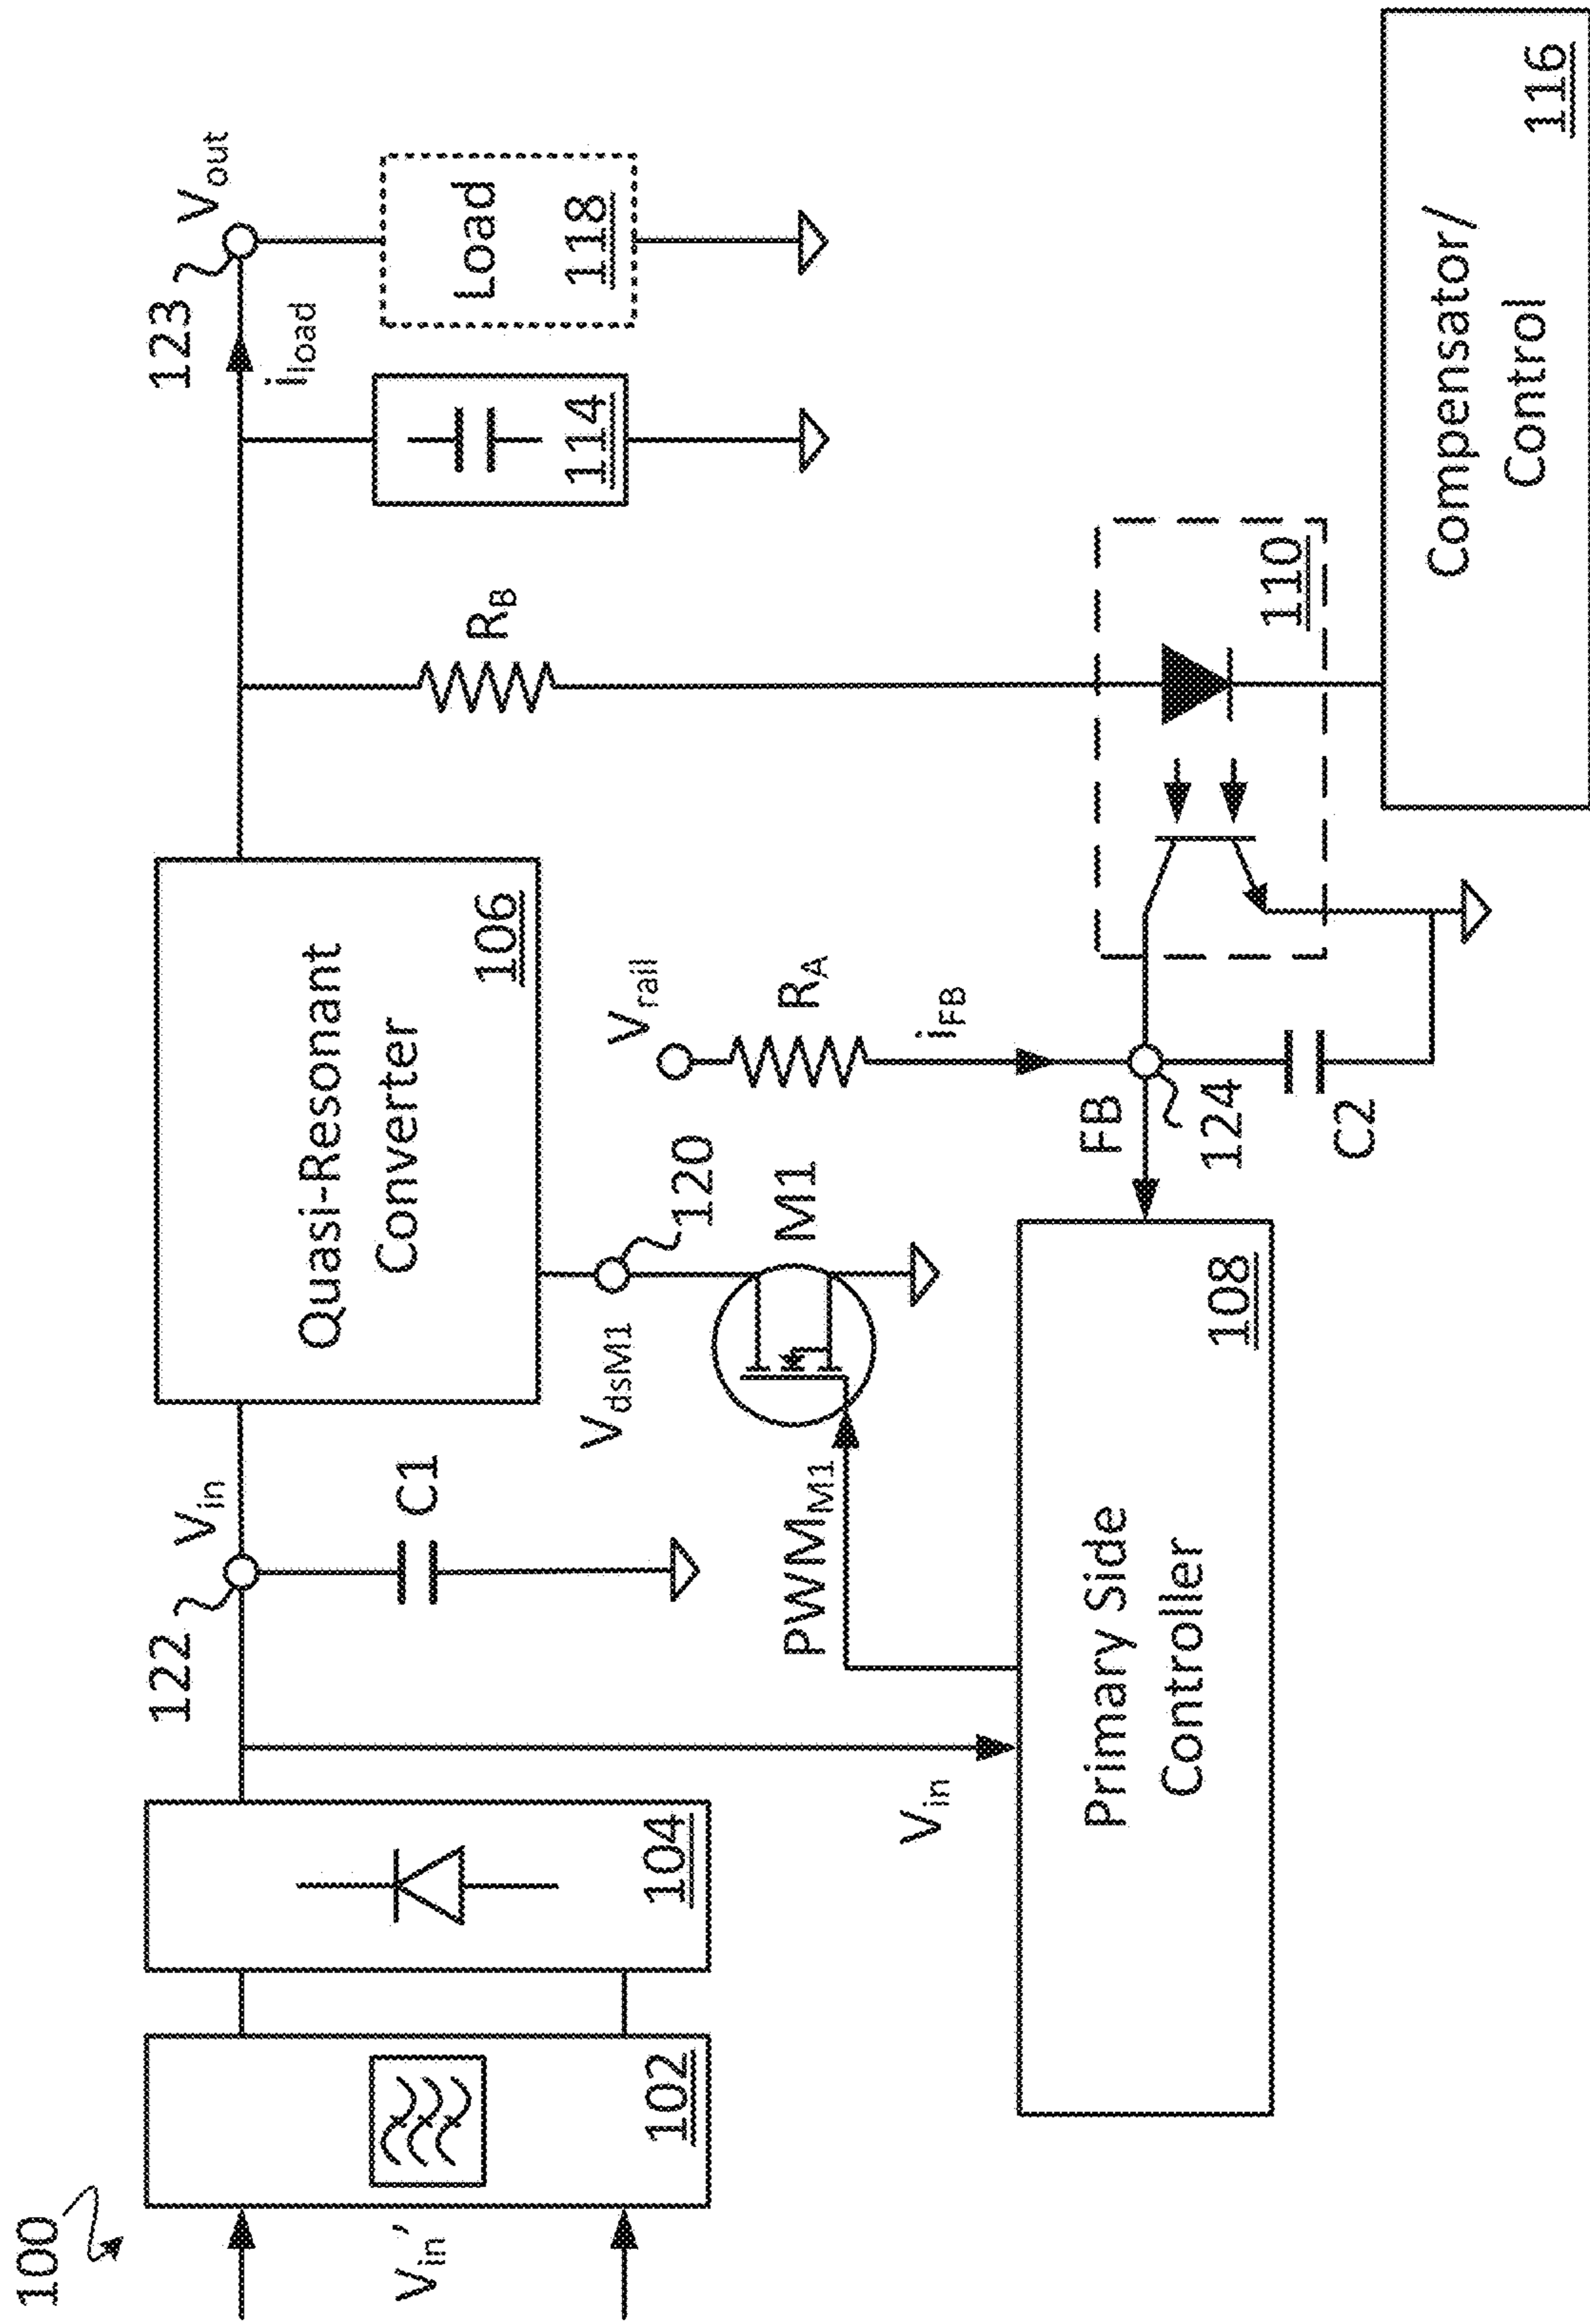 100
V_in'
102
104
122
V_in
C1
V_in
Quasi-Resonant
Converter
106
V_dsM1
120
M1
PWM_M1
Primary Side
Controller
108
V_rail
R_A
i_FB
FB
124
C2
R_B
110
123
V_out
i_load
114
Load
118
Compensator/
Control
116